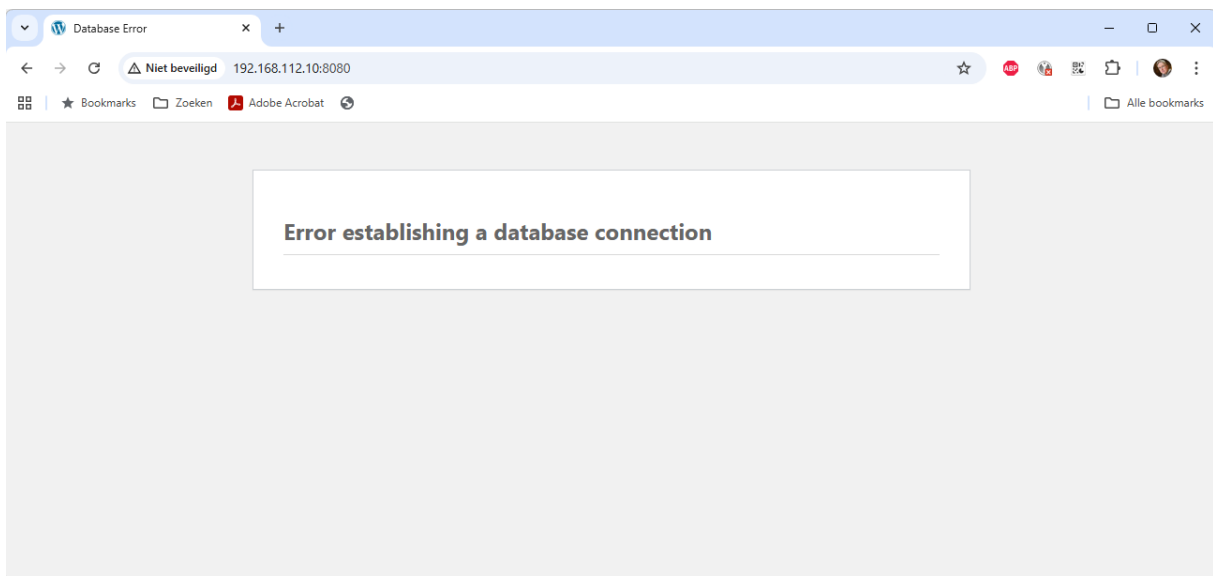 Database Error
Niet beveiligd 192.168.112.10:8080
ABP
Bookmarks Zoeken Adobe Acrobat Alle bookmarks
Error establishing a database connection